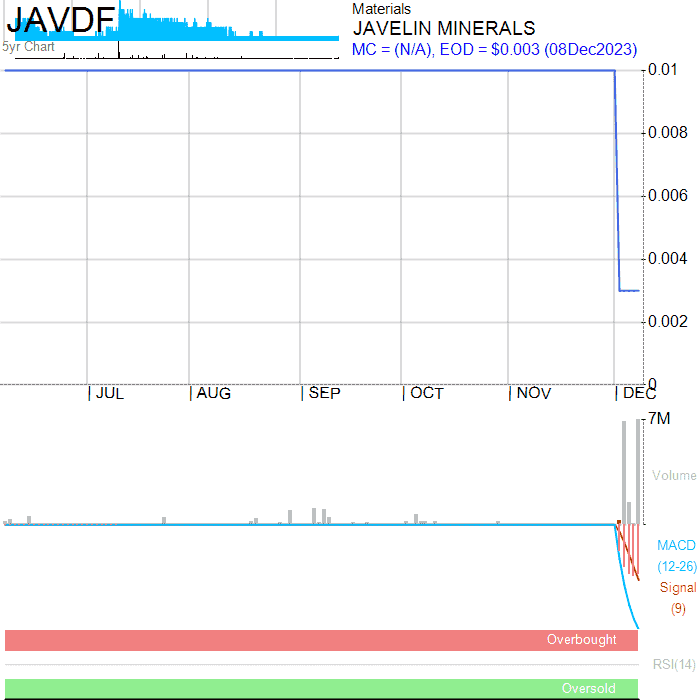 JAVDF
5yr Chart
Materials
JAVELIN MINERALS
MC = (N/A), EOD = $0.003 (08Dec2023)
0.01
0.008
0.006
0.004
0.002
0
JUL AUG SEP OCT NOV DEC
7M
Volume
MACD
(12-26)
Signal
(9)
Overbought
RSI(14)
Oversold